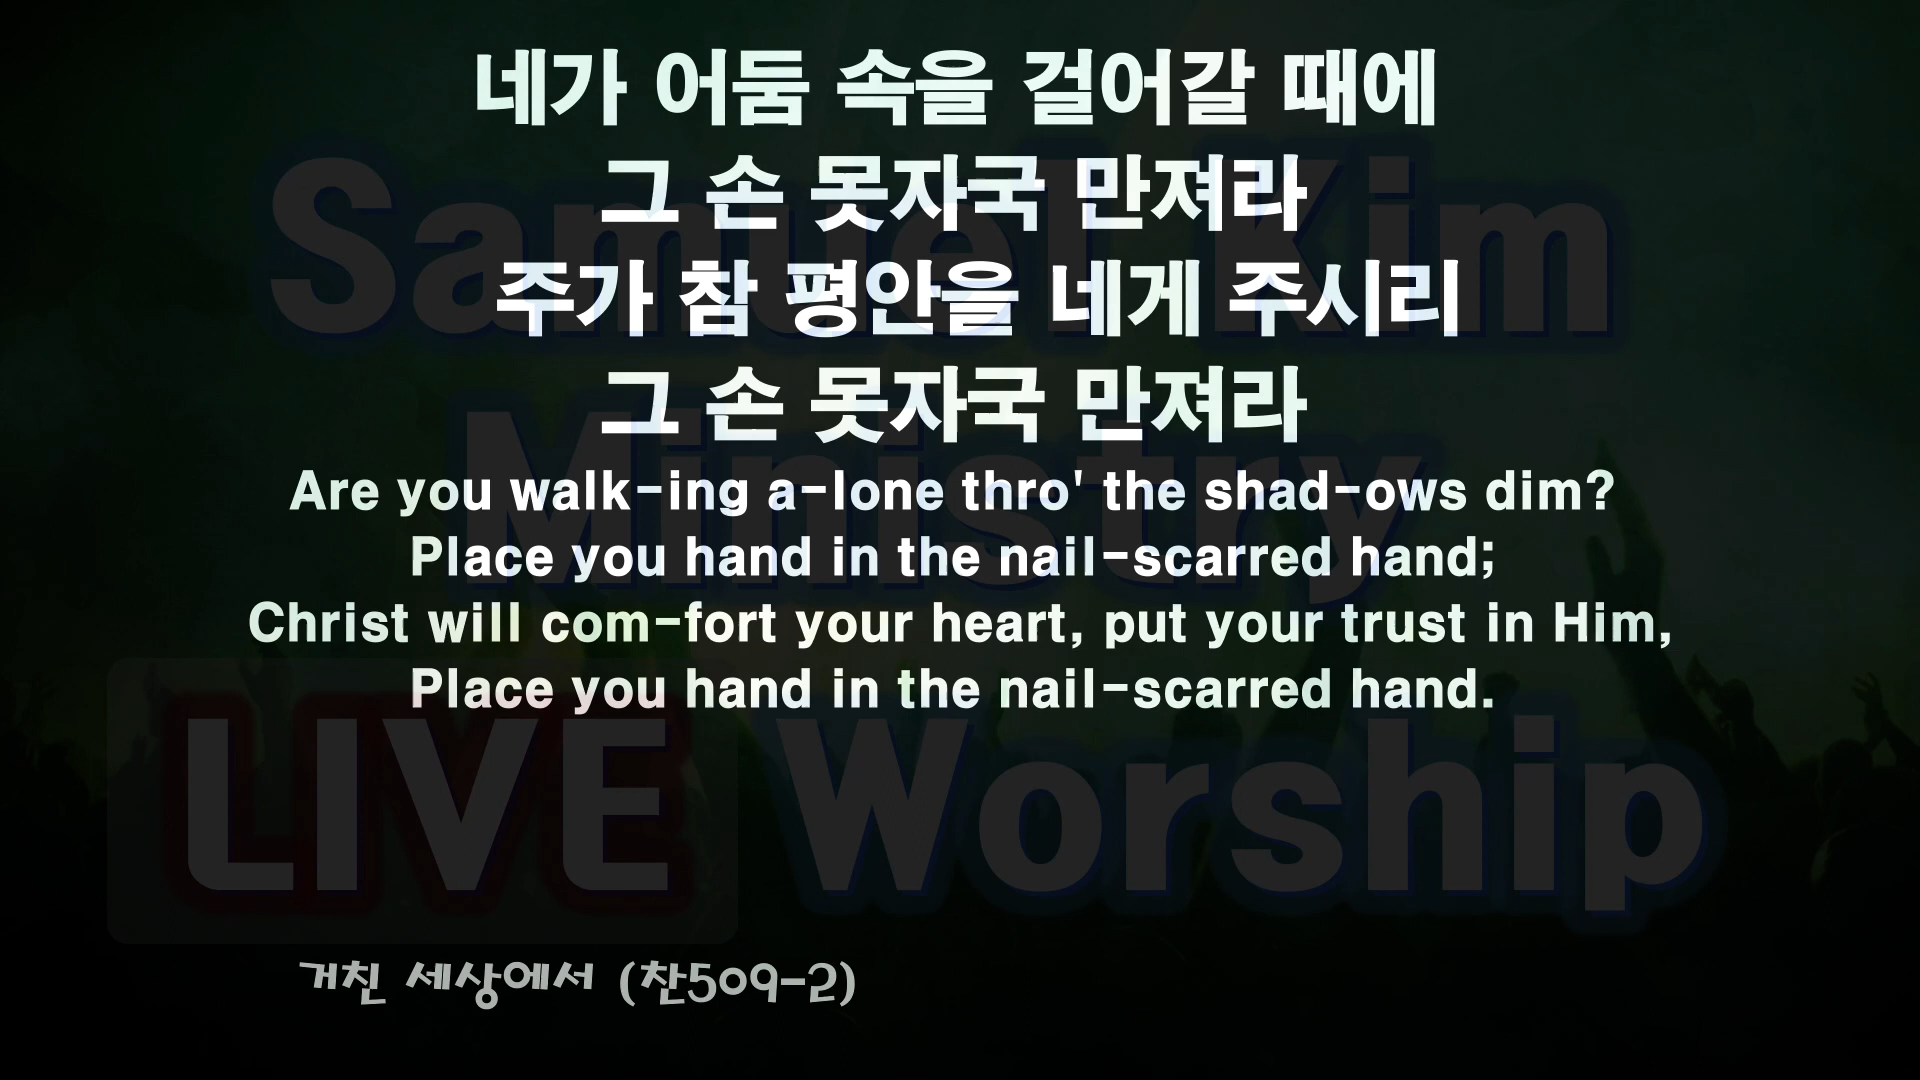 네가 어둠 속을 걸어갈 때에
그 손 못자국 만져라
주가 참 평안을 네게 주시리
그 손 못자국 만져라
Are you walk-ing a-lone thro' the shad-ows dim?
Place you hand in the nail-scarred hand;
Christ will com-fort your heart, put your trust in Him,
Place you hand in the nail-scarred hand.
Samuel Kim
Ministry
LIVE Worship
거친 세상에서 (찬509-2)